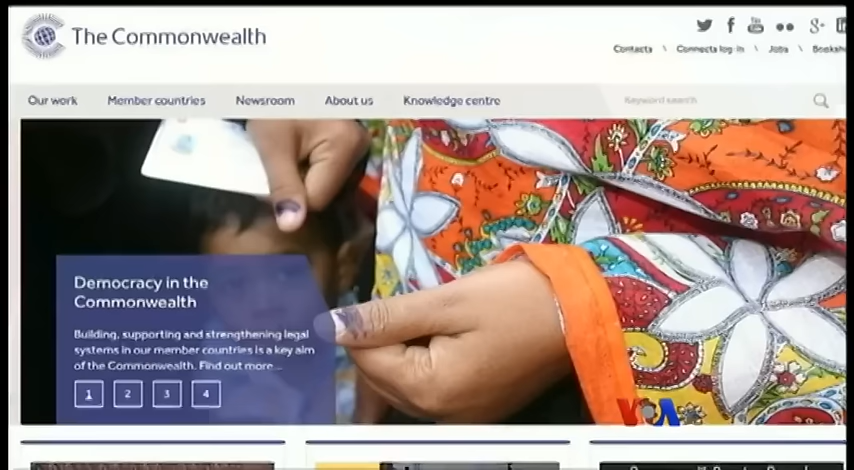 The Commonwealth
Contacts \ Connects log-in \ Jobs \
Our work Member countries Newsroom About us Knowledge centre Keyword search
Democracy in the
Commonwealth
Building, supporting and strengthening legal
systems in our member countries is a key aim
of the Commonwealth. Find out more...
1 2 3 4
VOA